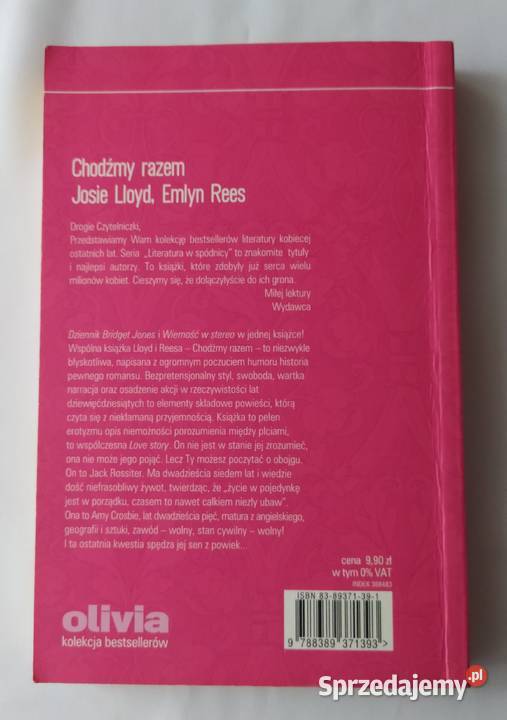 Chodźmy razem
Josie Lloyd, Emlyn Rees
Drogie Czytelniczki,
Przedstawiamy Wam kolekcję bestsellerów literatury kobiecej
ostatnich lat. Seria „Literatura w spódnicy” to znakomite tytuły
i najlepsi autorzy. To książki, które zdobyły już serca wielu
milionów kobiet. Cieszymy się, że dołączyłyście do ich grona.
Miłej lektury
Wydawca
Dziennik Bridget Jones i Wierność w stereo w jednej książce!
Wspólna książka Lloyd i Reesa – Chodźmy razem – to niezwykle
błyskotliwa, napisana z ogromnym poczuciem humoru historia
pewnego romansu. Bezpretensjonalny styl, swoboda, wartka
narracja oraz osadzenie akcji w rzeczywistości lat
dziewięćdziesiątych to elementy składowe powieści, którą
czyta się z niekłamaną przyjemnością. Książka to pełen
erotyzmu opis niemożności porozumienia między płciami,
to współczesna Love story. On nie jest w stanie jej zrozumieć,
ona nie może jego pojąć. Lecz Ty możesz poczytać o obojgu.
On to Jack Rossiter. Ma dwadzieścia siedem lat i wiedzie
dość niefrasobliwy żywot, twierdząc, że „życie w pojedynkę
jest w porządku, czasem to nawet całkiem niezły ubaw”.
Ona to Amy Crosbie, lat dwadzieścia pięć, matura z angielskiego,
geografii i sztuki, zawód – wolny, stan cywilny – wolny!
I ta ostatnia kwestia spędza jej sen z powiek...
cena 9,90 zł
w tym 0% VAT
INDEX 388483
ISBN 83-89371-39-1
9 788389 371393 >
olivia
kolekcja bestsellerów
Sprzedajemy.pl